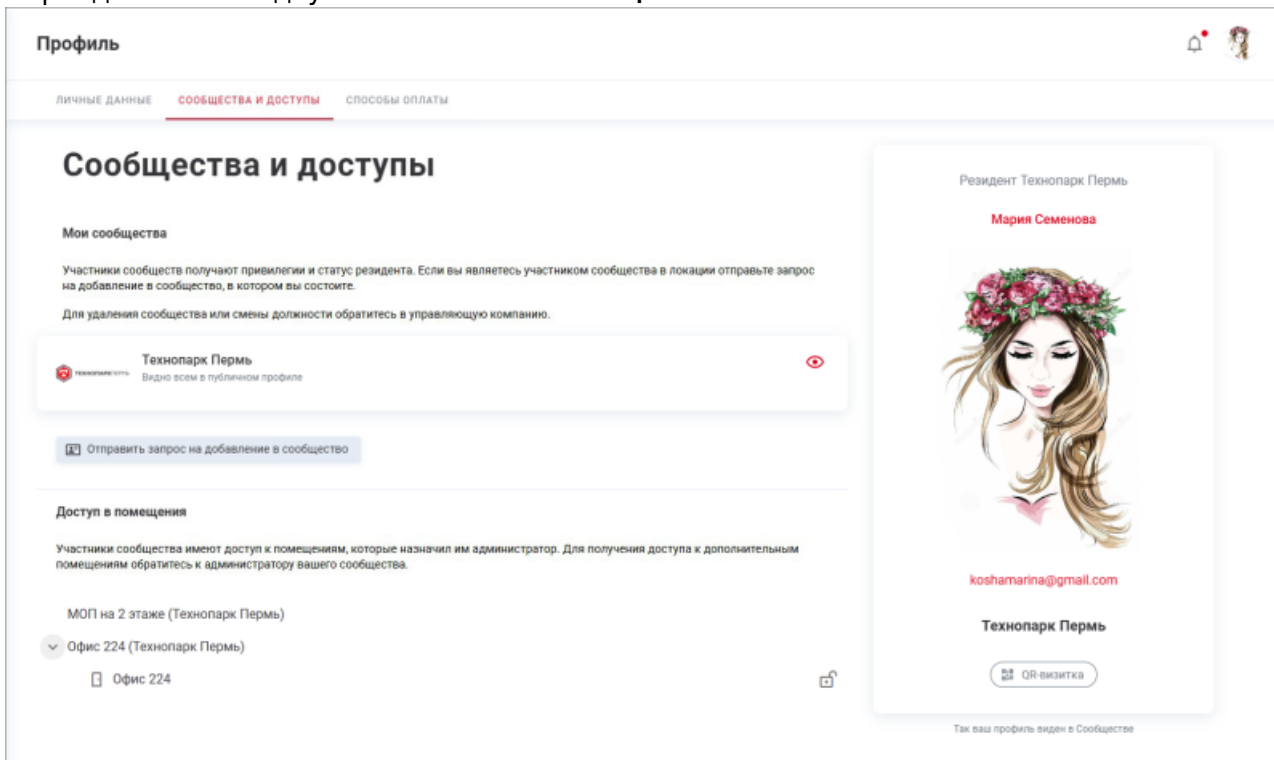 Профиль
ЛИЧНЫЕ ДАННЫЕ СООБЩЕСТВА И ДОСТУПЫ СПОСОБЫ ОПЛАТЫ
Сообщества и доступы
Мои сообщества
Участники сообществ получают привилегии и статус резидента. Если вы являетесь участником сообщества в локации отправьте запрос
на добавление в сообщество, в котором вы состоите.
Для удаления сообщества или смены должности обратитесь в управляющую компанию.
ТЕХНОПАРК ПЕРМЬ
Технопарк Пермь
Видно всем в публичном профиле
Отправить запрос на добавление в сообщество
Доступ в помещения
Участники сообщества имеют доступ к помещениям, которые назначил им администратор. Для получения доступа к дополнительным
помещениям обратитесь к администратору вашего сообщества.
МОП на 2 этаже (Технопарк Пермь)
Офис 224 (Технопарк Пермь)
Офис 224
Резидент Технопарк Пермь
Мария Семенова
koshamarina@gmail.com
Технопарк Пермь
QR-визитка
Так ваш профиль виден в Сообществе